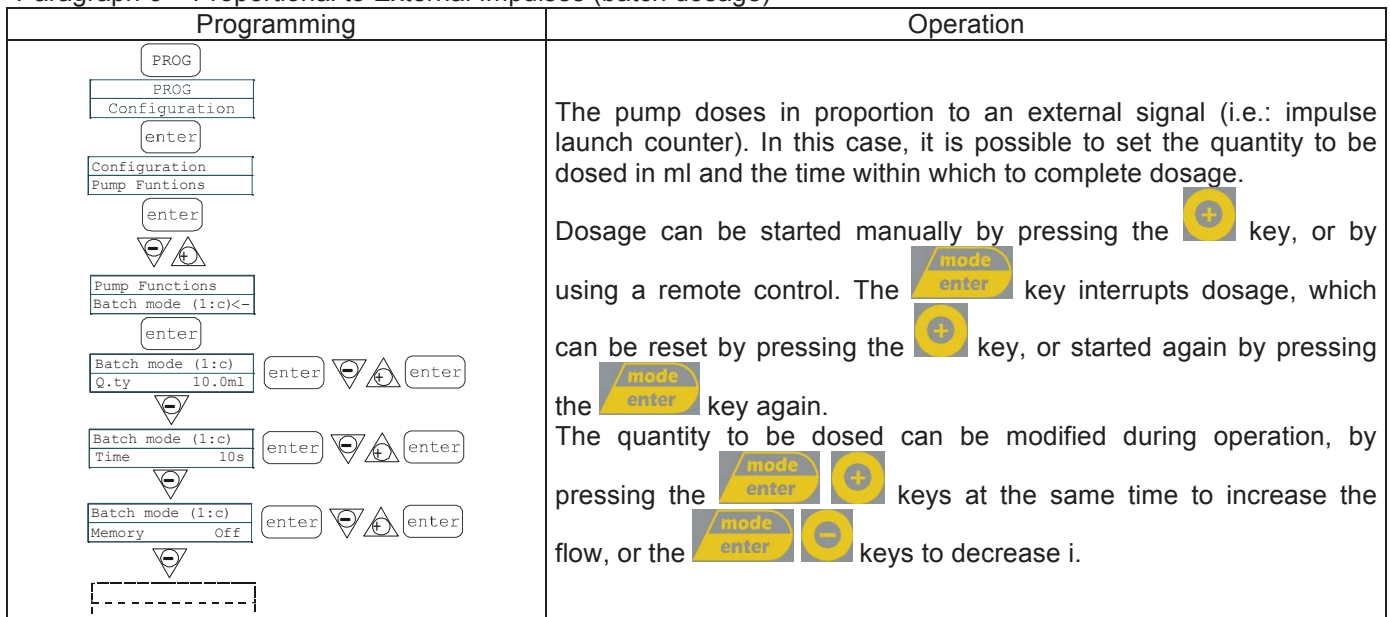 Paragraph 6 – Proportional to External Impulses (batch dosage)
Programming
Operation
PROG
PROG
Configuration
enter
Configuration
Pump Funtions
enter
Pump Functions
Batch mode (1:c)<-
enter
Batch mode (1:c)
Q.ty 10.0ml
enter
enter
Batch mode (1:c)
Time 10s
enter
enter
Batch mode (1:c)
Memory Off
enter
enter
The pump doses in proportion to an external signal (i.e.: impulse
launch counter). In this case, it is possible to set the quantity to be
dosed in ml and the time within which to complete dosage.
Dosage can be started manually by pressing the + key, or by
using a remote control. The mode enter key interrupts dosage, which
can be reset by pressing the + key, or started again by pressing
the mode enter key again.
The quantity to be dosed can be modified during operation, by
pressing the mode enter + keys at the same time to increase the
flow, or the mode enter - keys to decrease i.